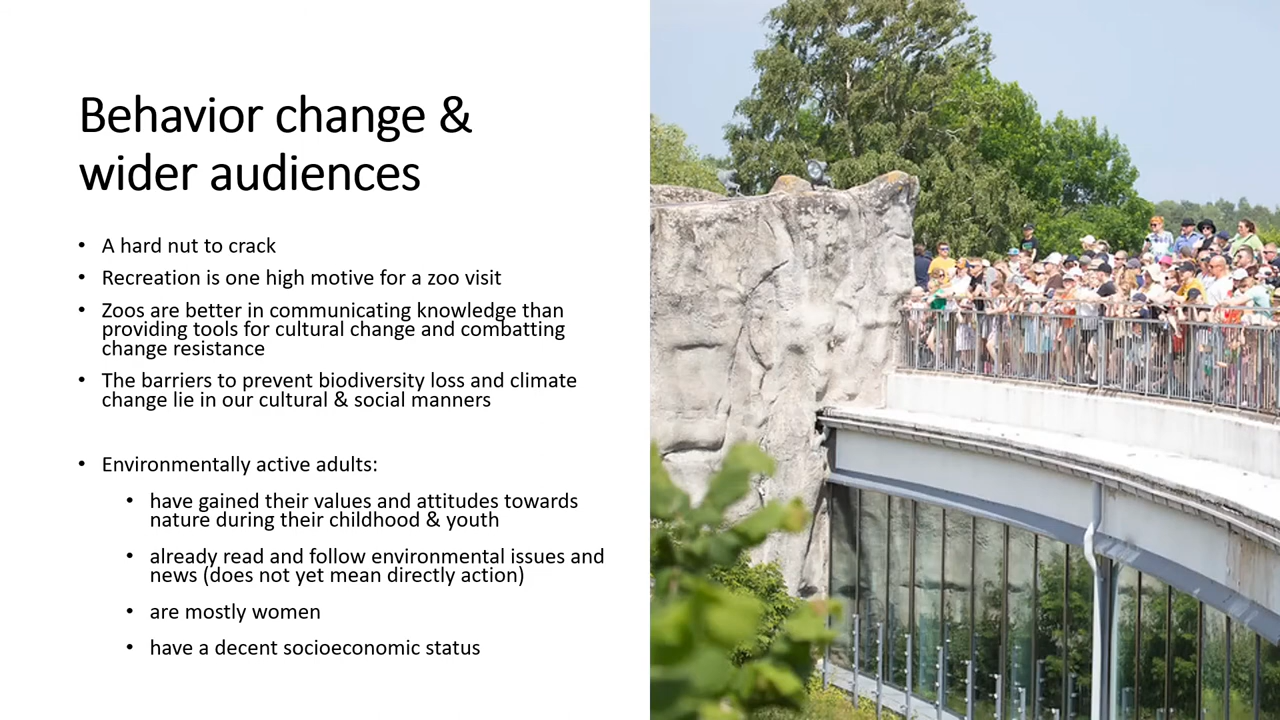 Behavior change &
wider audiences
• A hard nut to crack
• Recreation is one high motive for a zoo visit
• Zoos are better in communicating knowledge than
providing tools for cultural change and combatting
change resistance
• The barriers to prevent biodiversity loss and climate
change lie in our cultural & social manners
• Environmentally active adults:
• have gained their values and attitudes towards
nature during their childhood & youth
• already read and follow environmental issues and
news (does not yet mean directly action)
• are mostly women
• have a decent socioeconomic status